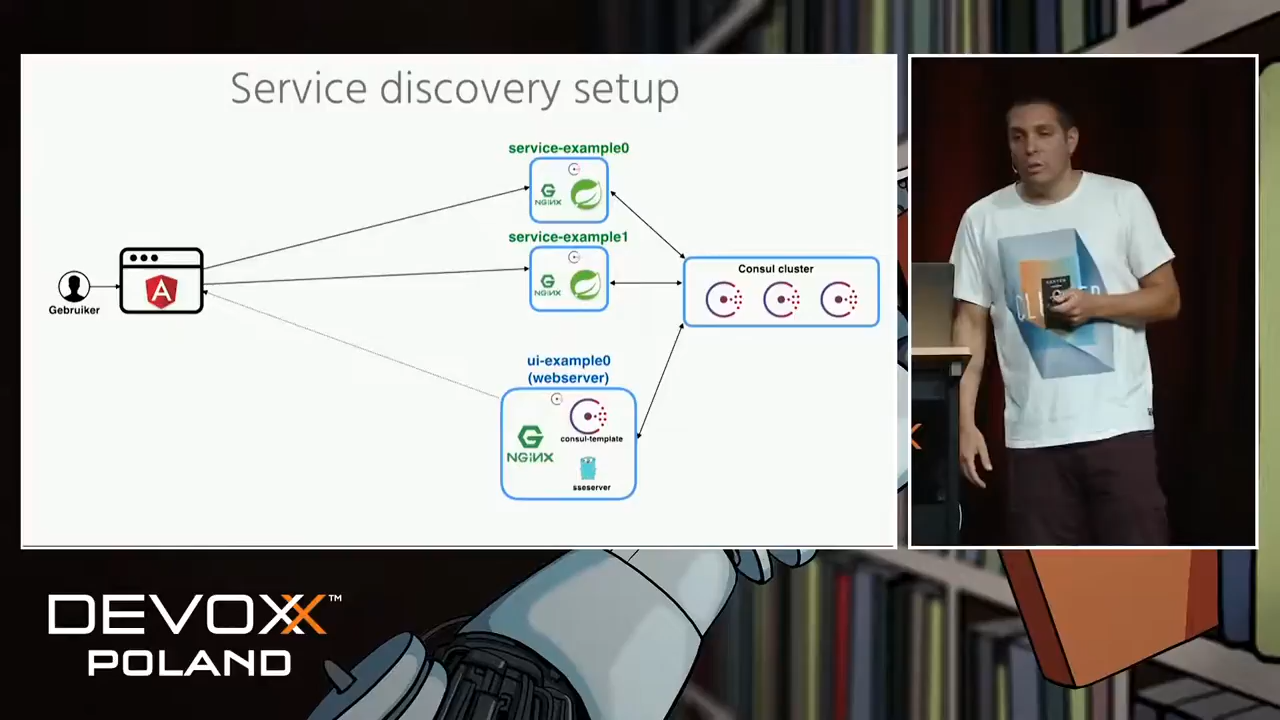 Service discovery setup
service-example0
NGINX
service-example1
NGINX
Consul cluster
A
Gebruiker
ui-example0
(webserver)
NGINX
consul-template
sseserver
DEVOXX™
POLAND